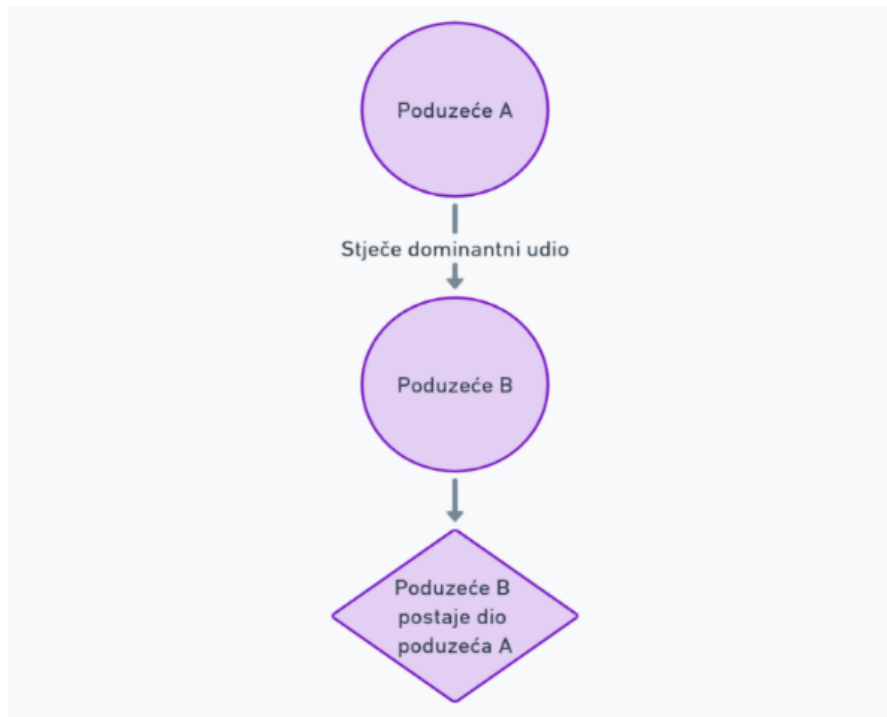 Poduzeće A
Stječe dominantni udio
Poduzeće B
Poduzeće B
postaje dio
poduzeća A